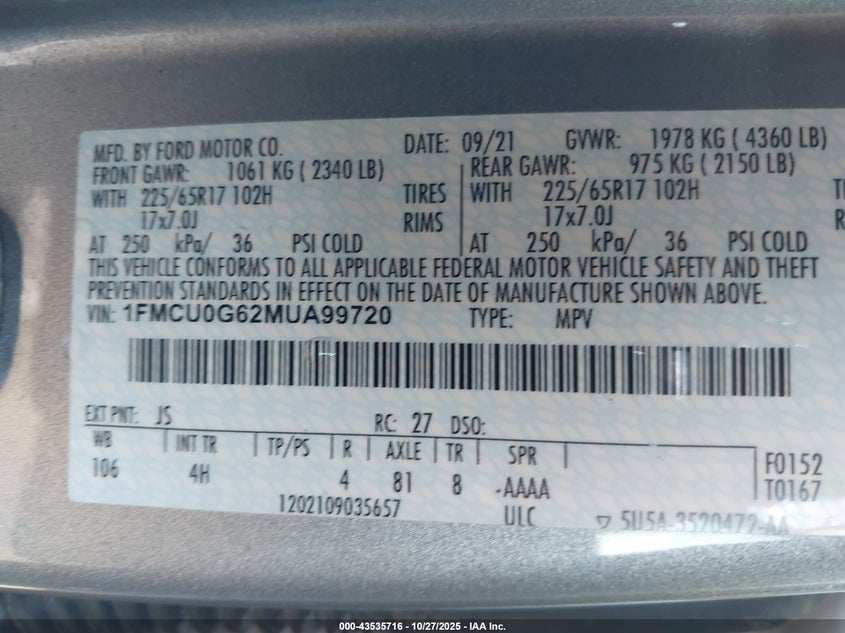 MFD. BY FORD MOTOR CO. DATE: 09/21 GVWR: 1978 KG ( 4360 LB)
FRONT GAWR: 1061 KG ( 2340 LB) REAR GAWR: 975 KG ( 2150 LB)
WITH 225/65R17 102H TIRES WITH 225/65R17 102H
17x7.0J RIMS 17x7.0J
AT 250 kPa/ 36 PSI COLD AT 250 kPa/ 36 PSI COLD
THIS VEHICLE CONFORMS TO ALL APPLICABLE FEDERAL MOTOR VEHICLE SAFETY AND THEFT
PREVENTION STANDARDS IN EFFECT ON THE DATE OF MANUFACTURE SHOWN ABOVE.
VIN: 1FMCU0G62MUA99720 TYPE: MPV
EXT PNT: JS RC: 27 DSO:
WB INT TR TP/PS R AXLE TR SPR
106 4H 4 81 8 -AAAA
F0152
T0167
1202109035657 ULC ▽ 5U5A-3520472-AA
000-43535716 - 10/27/2025 - IAA Inc.